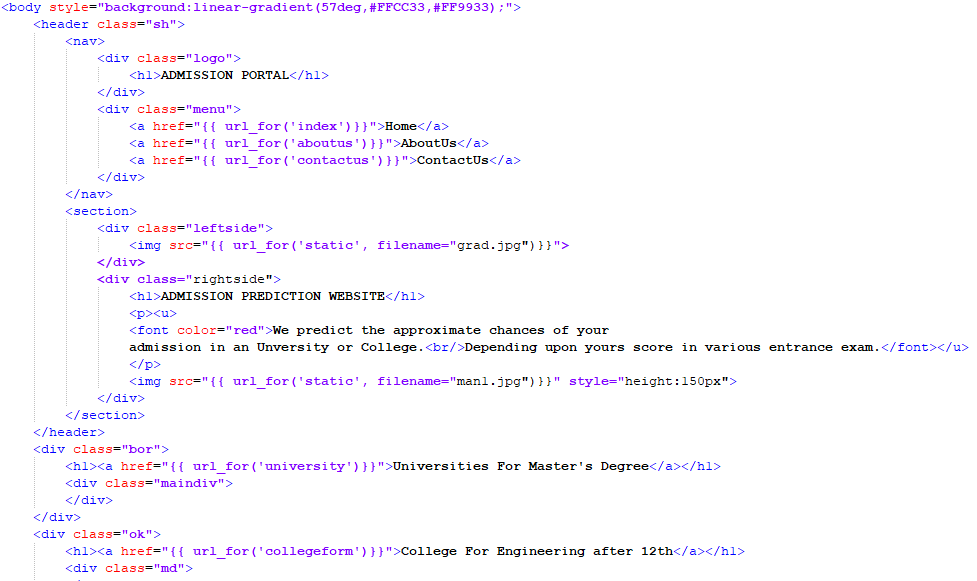 <body style="background:linear-gradient(57deg,#FFCC33,#FF9933);">
<header class="sh">
<nav>
<div class="logo">
<h1>ADMISSION PORTAL</h1>
</div>
<div class="menu">
<a href="{{ url_for('index')}}">Home</a>
<a href="{{ url_for('aboutus')}}">AboutUs</a>
<a href="{{ url_for('contactus')}}">ContactUs</a>
</div>
</nav>
<section>
<div class="leftside">
<img src="{{ url_for('static', filename="grad.jpg")}}">
</div>
<div class="rightside">
<h1>ADMISSION PREDICTION WEBSITE</h1>
<p><u>
<font color="red">We predict the approximate chances of your
admission in an Unversity or College.<br/>Depending upon yours score in various entrance exam.</font></u>
</p>
<img src="{{ url_for('static', filename="man1.jpg")}}" style="height:150px">
</div>
</section>
</header>
<div class="bor">
<h1><a href="{{ url_for('university')}}">Universities For Master's Degree</a></h1>
<div class="maindiv">
</div>
</div>
<div class="ok">
<h1><a href="{{ url_for('collegeform')}}">College For Engineering after 12th</a></h1>
<div class="md">